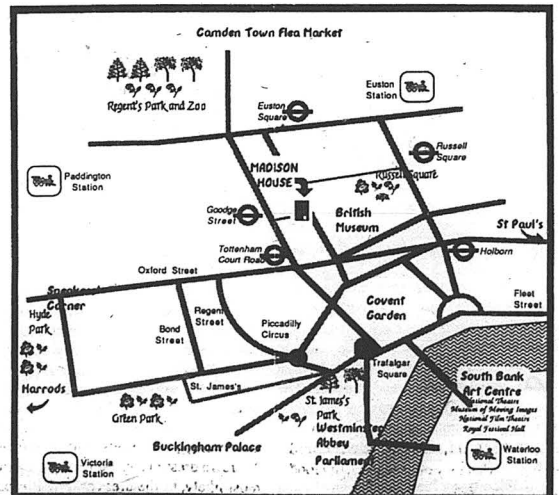 Camden Town Flea Market
Regent's Park and Zoo
Euston
Square
Euston
Station
Russell
Square
Russell Square
Paddington
Station
MADISON
HOUSE
Goodge
Street
British
Museum
St Paul's
Tottenham
Court Road
Holborn
Oxford Street
Speakers'
Corner
Hyde
Park
Bond
Street
Regent
Street
Piccadilly
Circus
Covent
Garden
Fleet
Street
Harrods
St. James's
Green Park
Trafalgar
Square
St. James's
Park
South Bank
Art Centre
National Theatre
Museum of Moving Images
National Film Theatre
Royal Festival Hall
Westminster
Abbey
Parliament
Buckingham Palace
Victoria
Station
Waterloo
Station